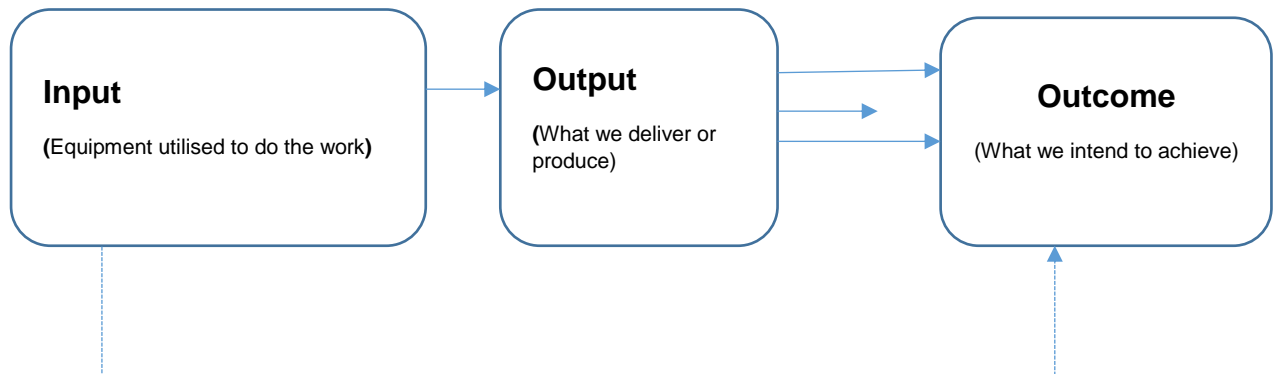 Input
(Equipment utilised to do the work)
Output
(What we deliver or
produce)
Outcome
(What we intend to achieve)